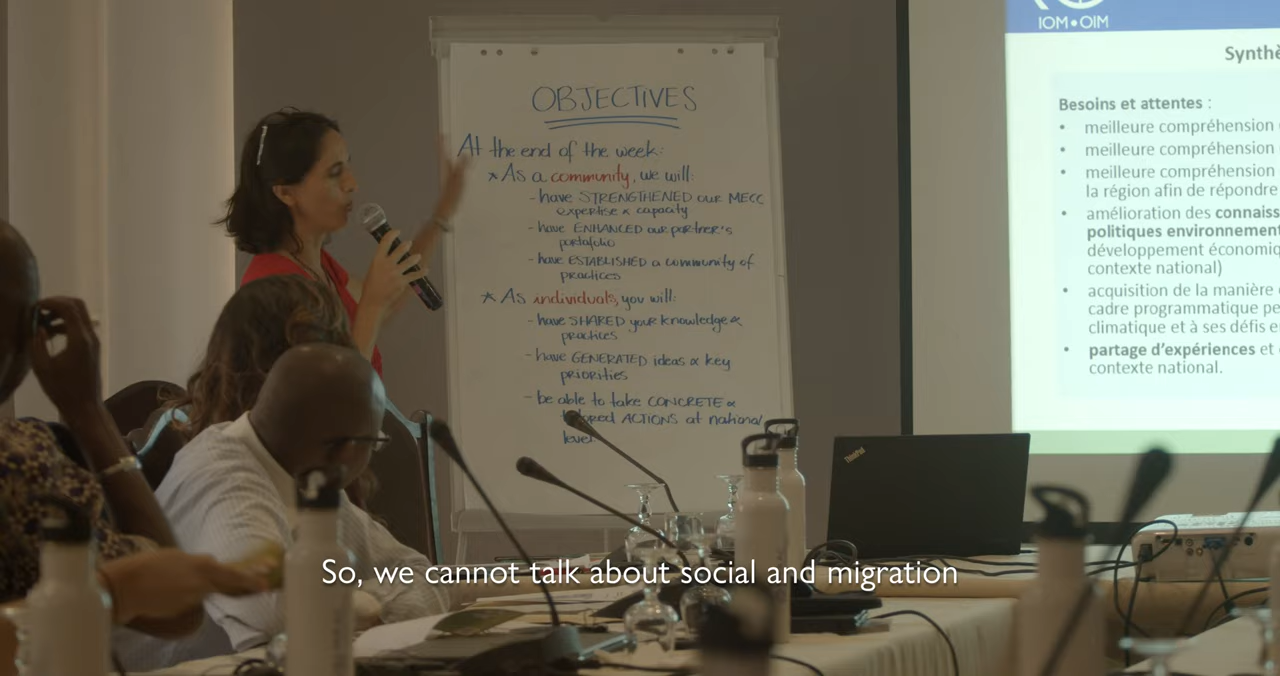 OBJECTIVES
At the end of the week:
* As a community, we will:
- have STRENGTHENED our MECC
expertise & capacity
- have ENHANCED our partner's
portofolio
- have ESTABLISHED a community of
practices
* As individuals, you will:
- have SHARED your knowledge &
practices
- have GENERATED ideas & key
priorities
- be able to take CONCRETE &
ACTIONS at national
level
IOM • OIM
Synthè
Besoins et attentes :
• meilleure compréhension
• meilleure compréhension
• meilleure compréhension
la région afin de répondre
• amélioration des connaiss
politiques environnement
développement économiq
contexte national)
• acquisition de la manière
cadre programmatique pe
climatique et à ses défis e
• partage d'expériences et
contexte national.
ThinkPad
So, we cannot talk about social and migration